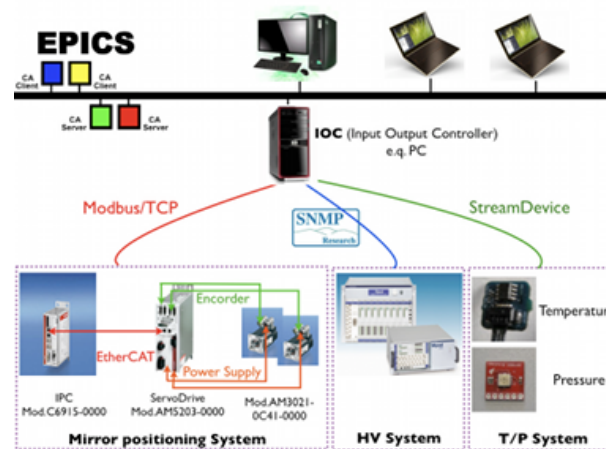 EPICS
CA
Client
CA
Client
CA
Server
CA
Server
IOC (Input Output Controller)
e.q. PC
Modbus/TCP
SNMP
Research
StreamDevice
Encorder
EtherCAT
Power Supply
IPC
Mod.C6915-0000
ServoDrive
Mod.AM5203-0000
Mod.AM3021-
0C41-0000
Mirror positioning System
HV System
Temperatur
Pressure
T/P System